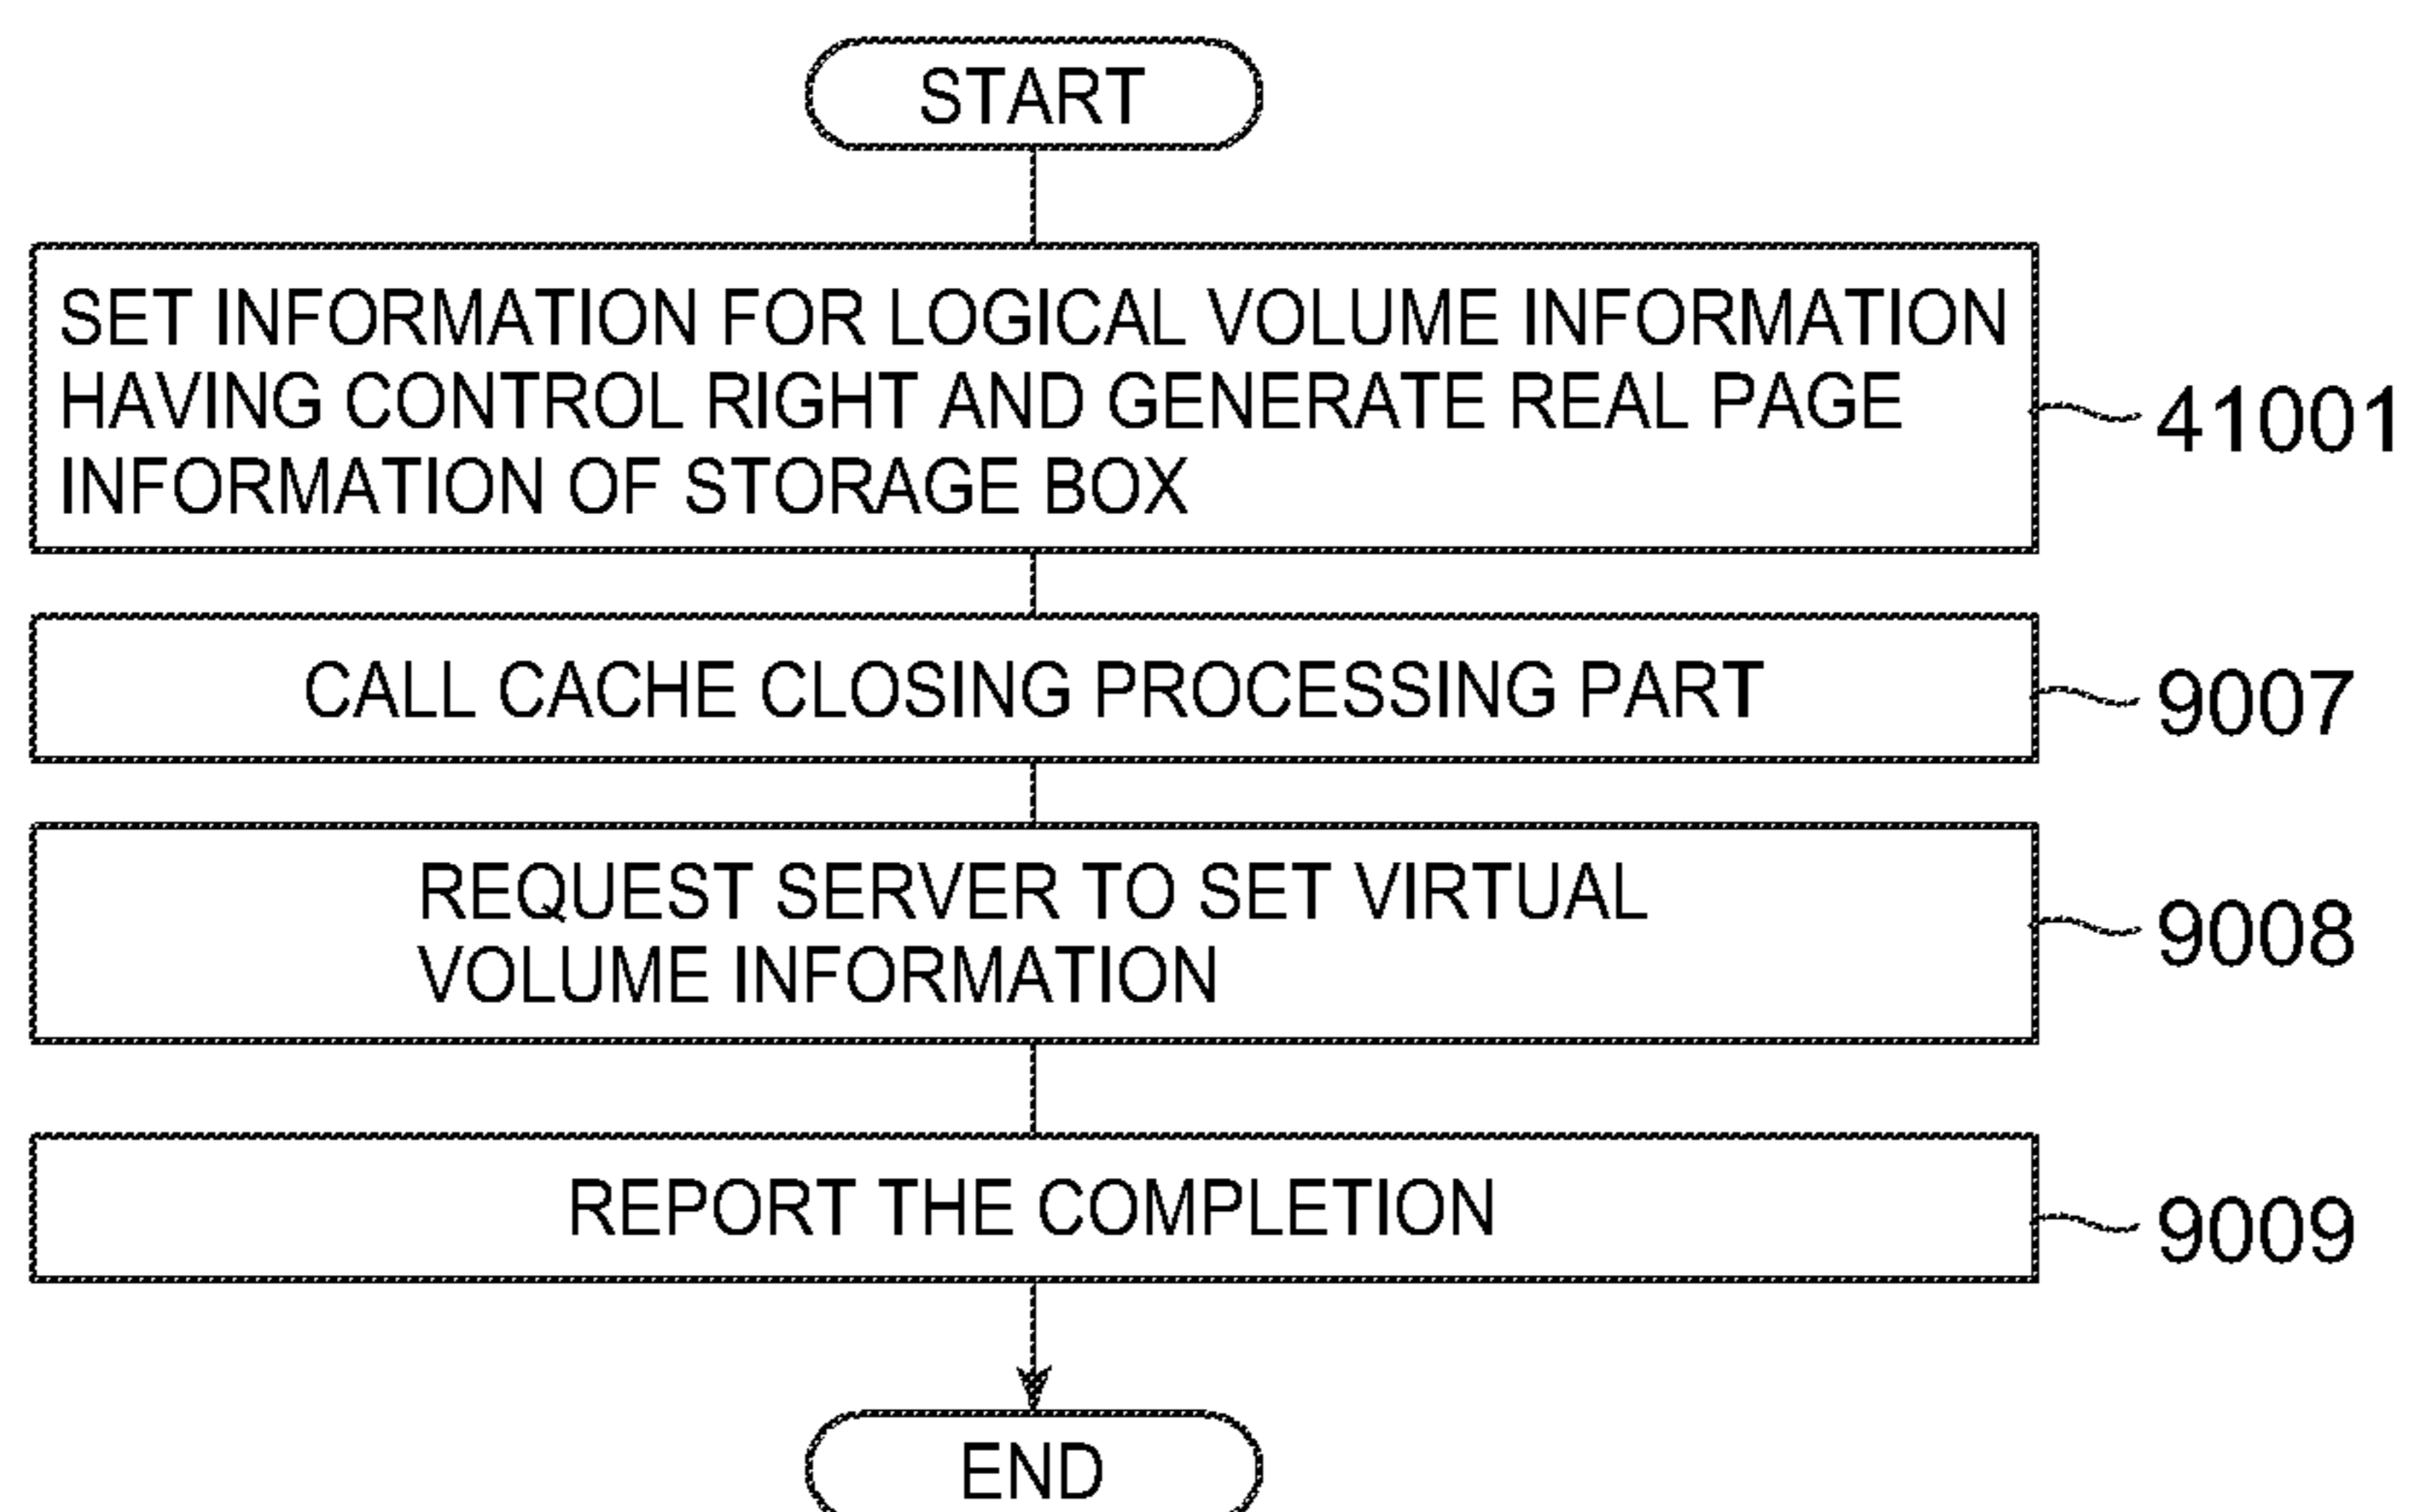 START
SET INFORMATION FOR LOGICAL VOLUME INFORMATION
HAVING CONTROL RIGHT AND GENERATE REAL PAGE
INFORMATION OF STORAGE BOX
41001
CALL CACHE CLOSING PROCESSING PART
9007
REQUEST SERVER TO SET VIRTUAL
VOLUME INFORMATION
9008
REPORT THE COMPLETION
9009
END